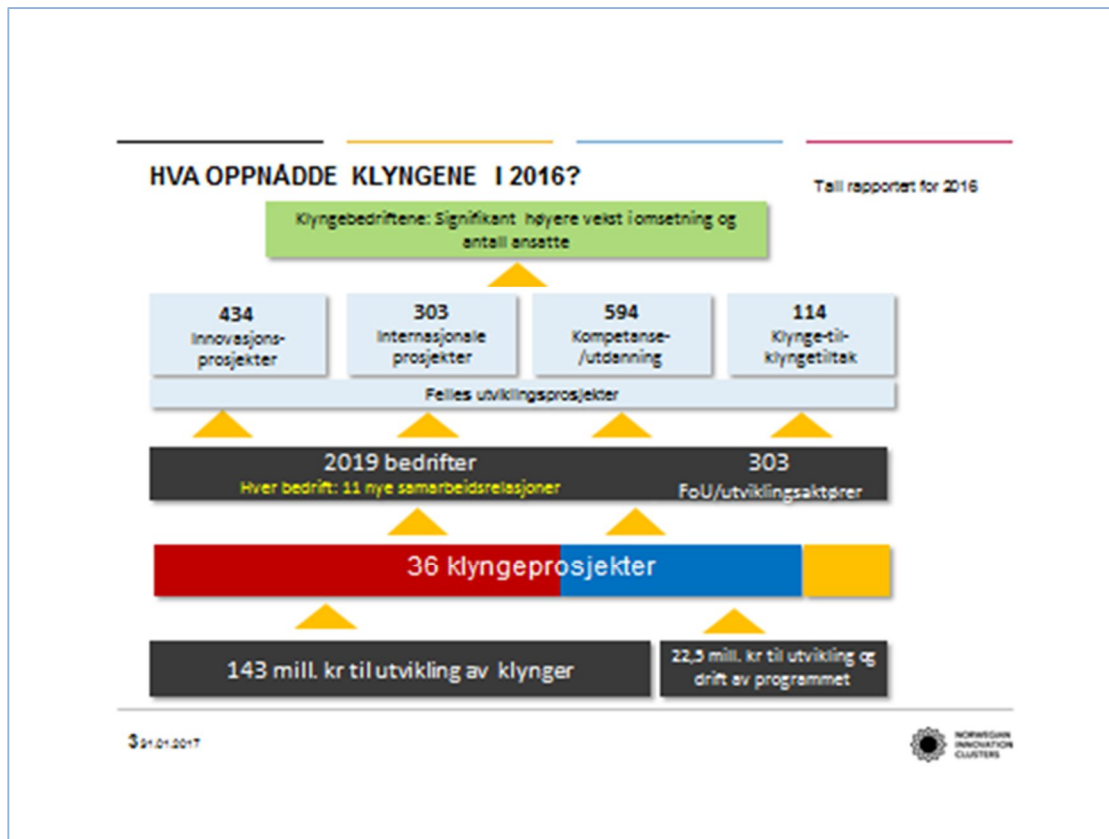 HVA OPPNÅDDE KLYNGENE I 2016?
Tall rapportet for 2016
Klyngebedriftene: Signifikant høyere vekst i omsetning og
antall ansatte
434
Innovasjons-
prosjekter
303
Internasjonale
prosjekter
594
Kompetanse-
/utdanning
114
Klynge-til-
klyngetiltak
Felles utviklingsprosjekter
2019 bedrifter
Hver bedrift: 11 nye samarbeidsrelasjoner
303
FoU/utviklingsaktører
36 klyngeprosjekter
143 mill. kr til utvikling av klynger
22,5 mill. kr til utvikling og
drift av programmet
3 31.01.2017
NORWEGIAN
INNOVATION
CLUSTERS